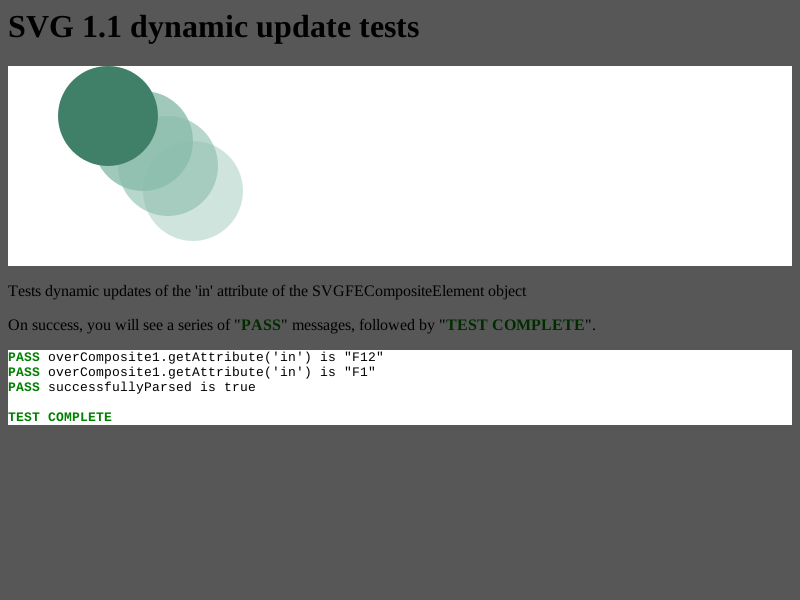 SVG 1.1 dynamic update tests
Tests dynamic updates of the 'in' attribute of the SVGFECompositeElement object
On success, you will see a series of "PASS" messages, followed by "TEST COMPLETE".
PASS overComposite1.getAttribute('in') is "F12"
PASS overComposite1.getAttribute('in') is "F1"
PASS successfullyParsed is true
TEST COMPLETE